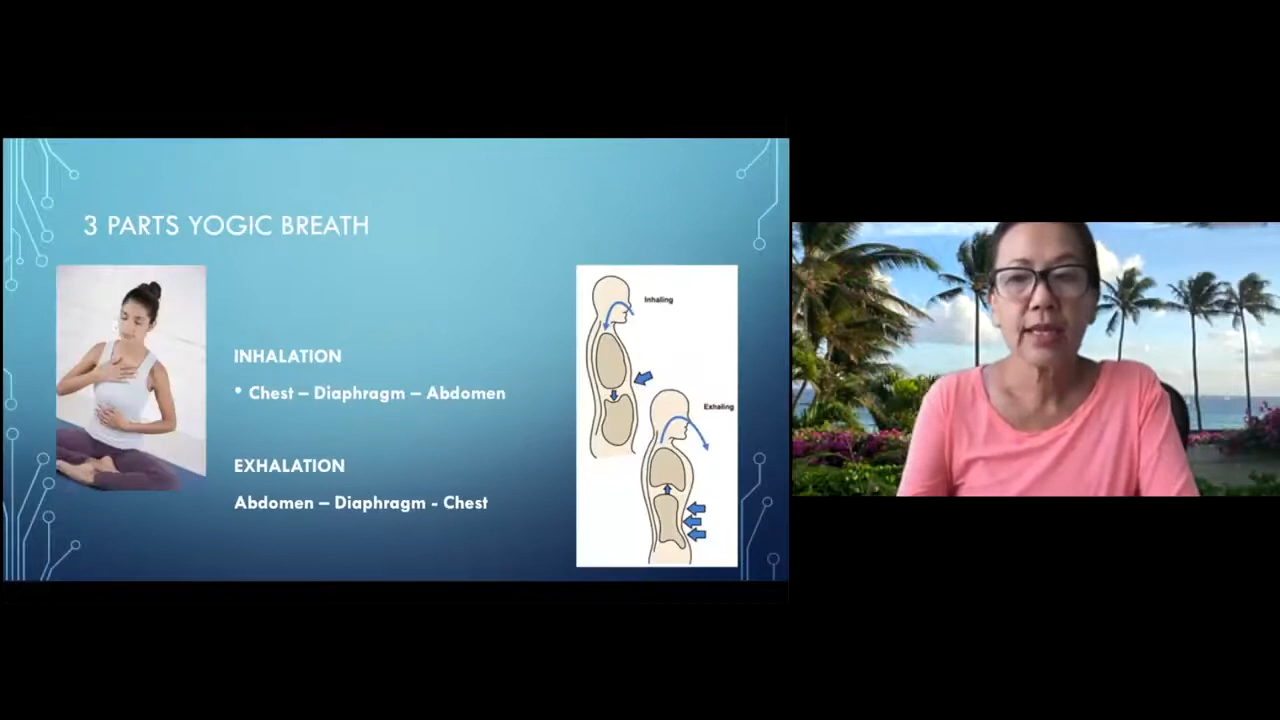 3 PARTS YOGIC BREATH
INHALATION
• Chest – Diaphragm – Abdomen
EXHALATION
Abdomen – Diaphragm - Chest
Inhaling
Exhaling